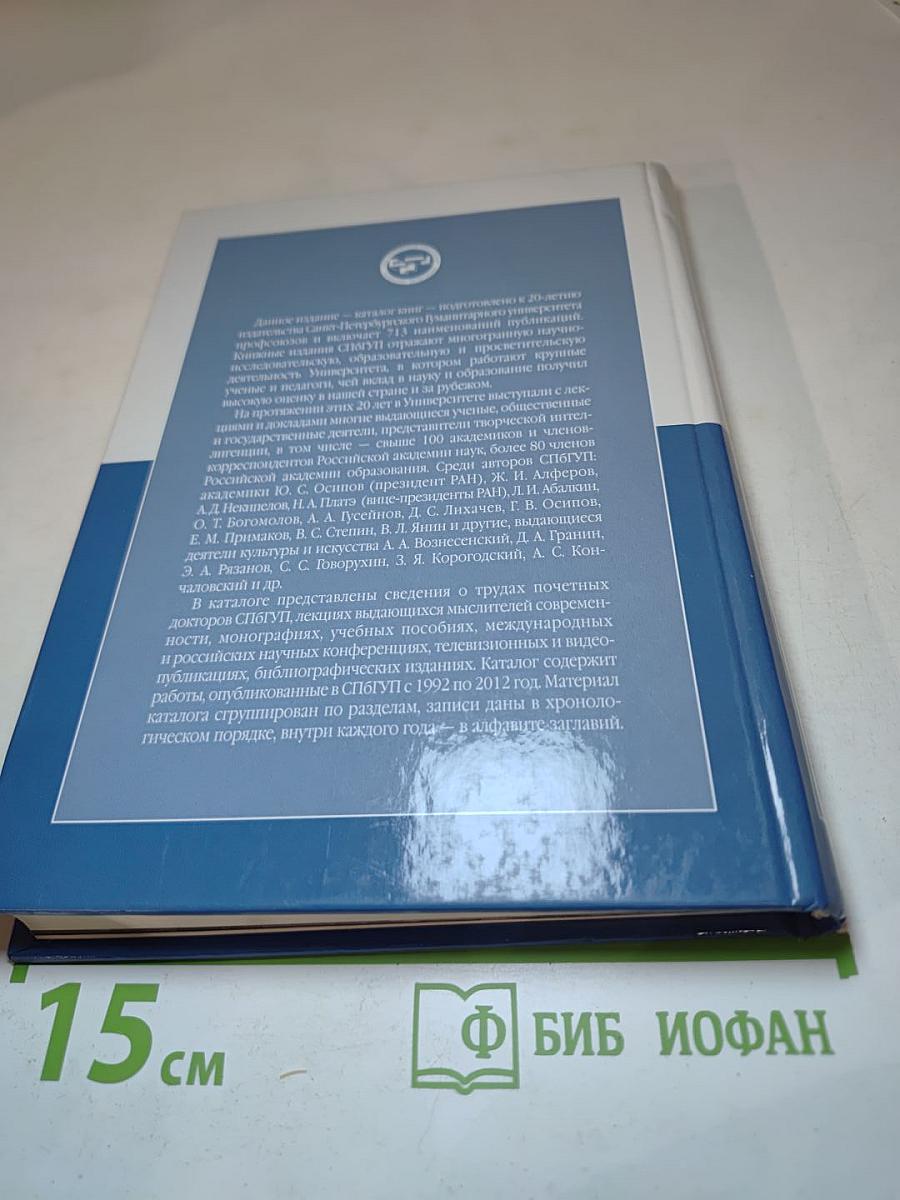 Данное издание — каталог книг — подготовлено к 20-летию
издательства Санкт-Петербургского Гуманитарного университета
профсоюзов и включает 713 наименований публикаций.
Книжные издания СПбГУП отражают многогранную научно-
исследовательскую, образовательную и просветительскую
деятельность Университета, в котором работают крупные
ученые и педагоги, чей вклад в науку и образование получил
высокую оценку в нашей стране и за рубежом.
На протяжении этих 20 лет в Университете выступали с лек-
циями и докладами многие выдающиеся ученые, общественные
и государственные деятели, представители творческой интел-
лигенции, в том числе — свыше 100 академиков и членов-
корреспондентов Российской академии наук, более 80 членов
Российской академии образования. Среди авторов СПбГУП:
академики Ю. С. Осипов (президент РАН), Ж. И. Алферов,
А. Д. Некипелов, Н. А. Платэ (вице-президенты РАН), Л. И. Абалкин,
О. Т. Богомолов, А. А. Гусейнов, Д. С. Лихачев, Г. В. Осипов,
Е. М. Примаков, В. С. Степин, В. Л. Янин и другие, выдающиеся
деятели культуры и искусства А. А. Вознесенский, Д. А. Гранин,
Э. А. Рязанов, С. С. Говорухин, З. Я. Корогодский, А. С. Кон-
чаловский и др.
В каталоге представлены сведения о трудах почетных
докторов СПбГУП, лекциях выдающихся мыслителей современ-
ности, монографиях, учебных пособиях, международных
и российских научных конференциях, телевизионных и видео-
публикациях, библиографических изданиях. Каталог содержит
работы, опубликованные в СПбГУП с 1992 по 2012 год. Материал
каталога сгруппирован по разделам, записи даны в хроноло-
гическом порядке, внутри каждого года — в алфавите заглавий.
15 см
Ф БИБ ИОФАН